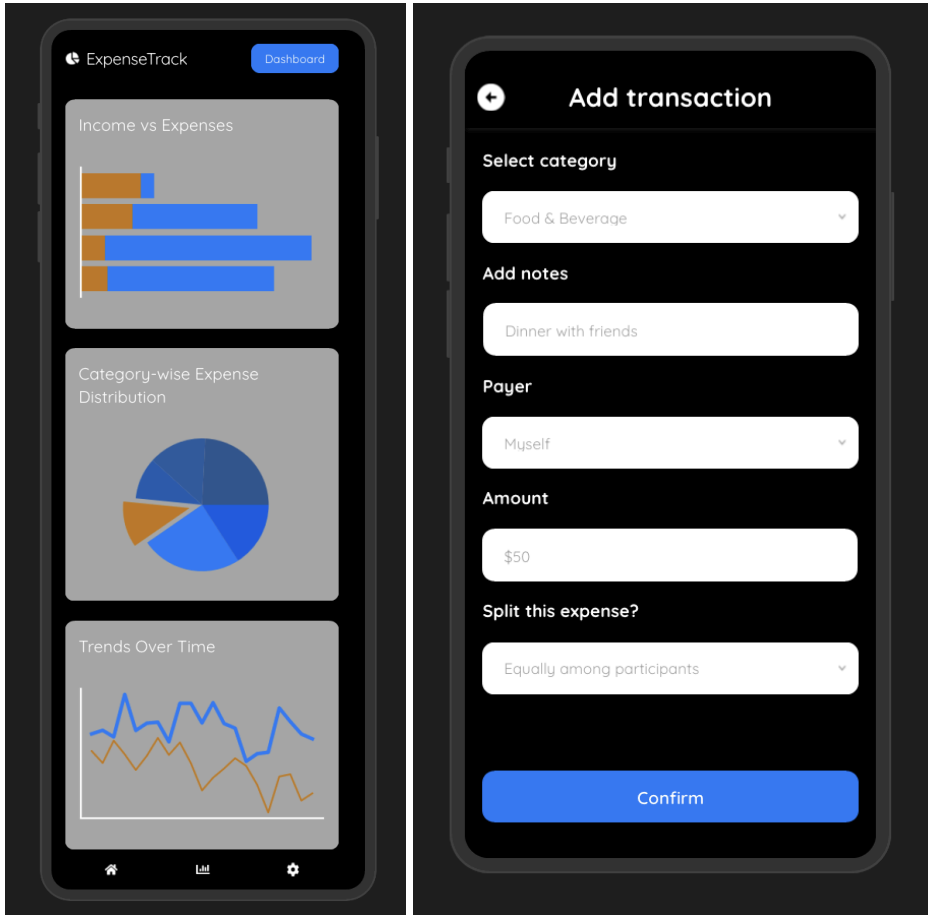 ExpenseTrack
Dashboard
Income vs Expenses
Category-wise Expense
Distribution
Trends Over Time
Add transaction
Select category
Food & Beverage
Add notes
Dinner with friends
Payer
Myself
Amount
$50
Split this expense?
Equally among participants
Confirm